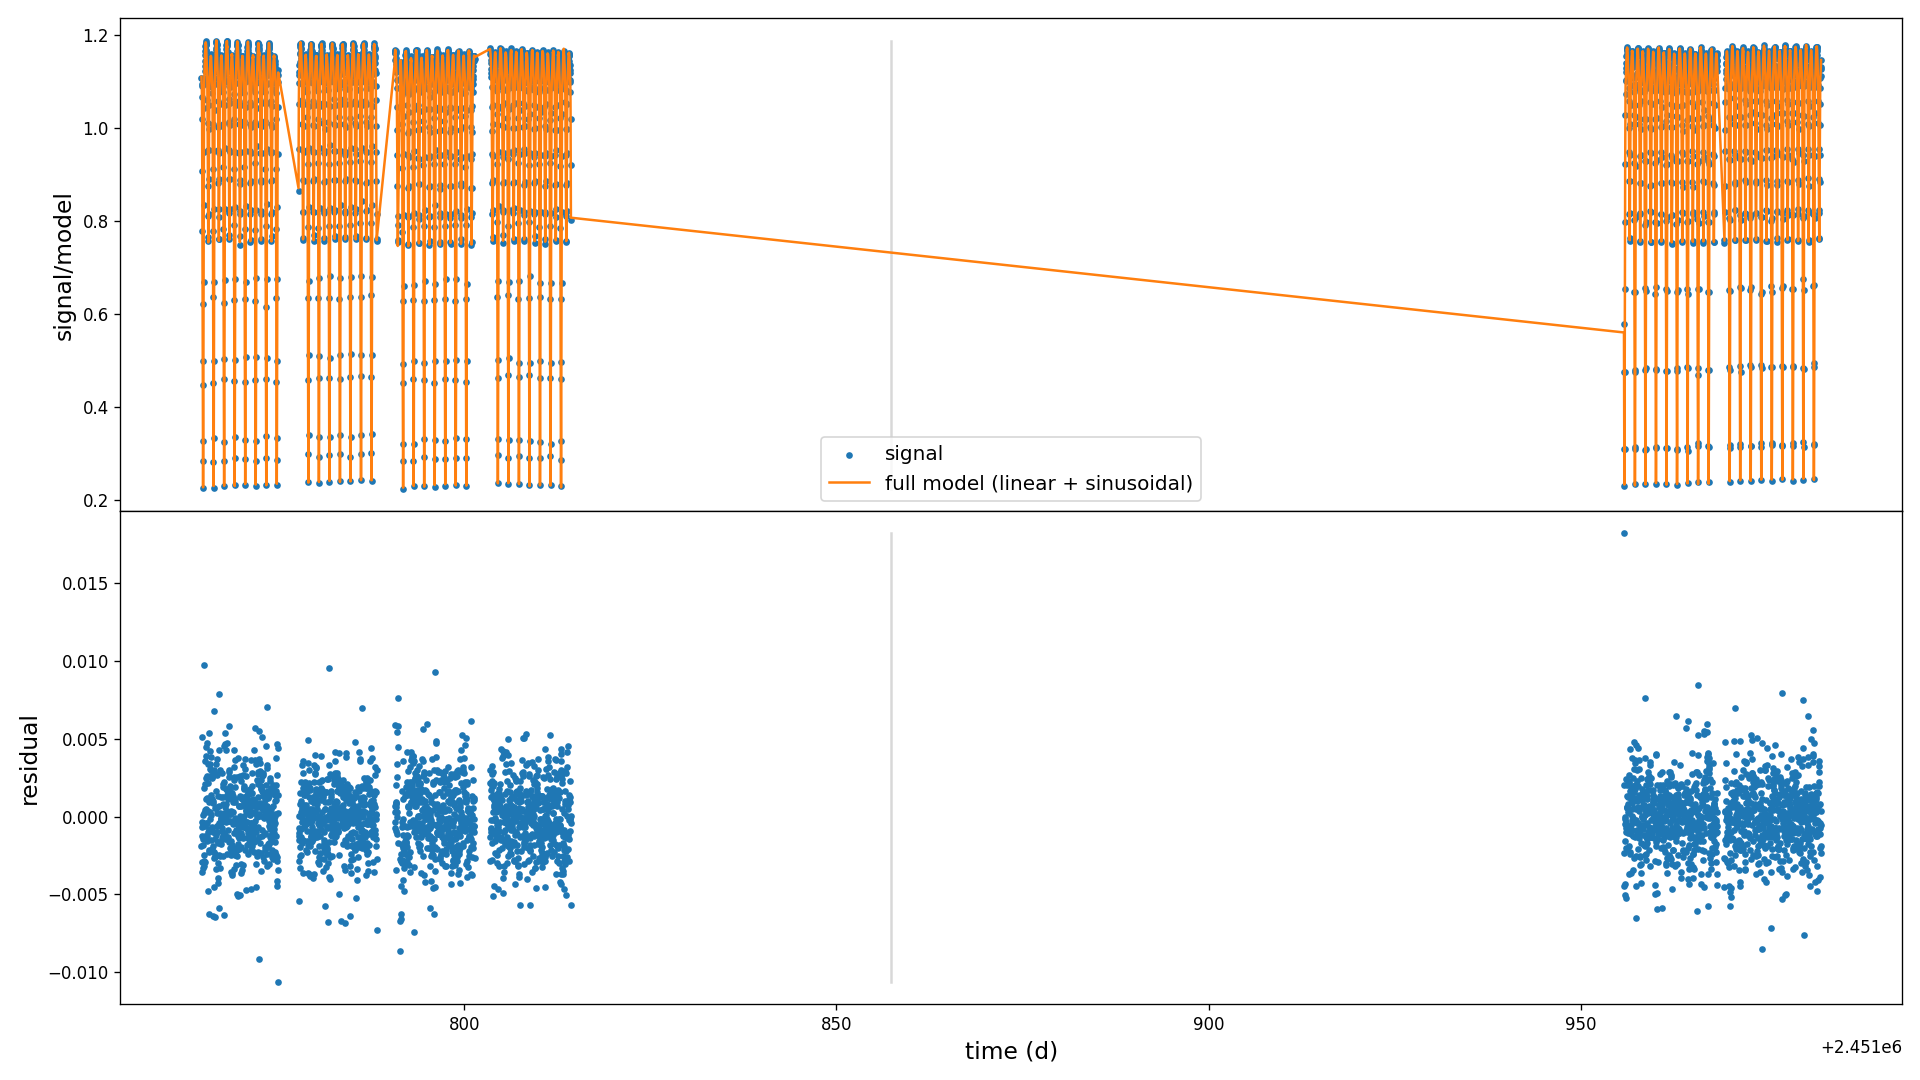 1.2
1.0
0.8
0.6
0.4
0.2
signal/model
signal
full model (linear + sinusoidal)
0.015
0.010
0.005
0.000
−0.005
−0.010
residual
800
850
900
950
time (d)
+2.451e6